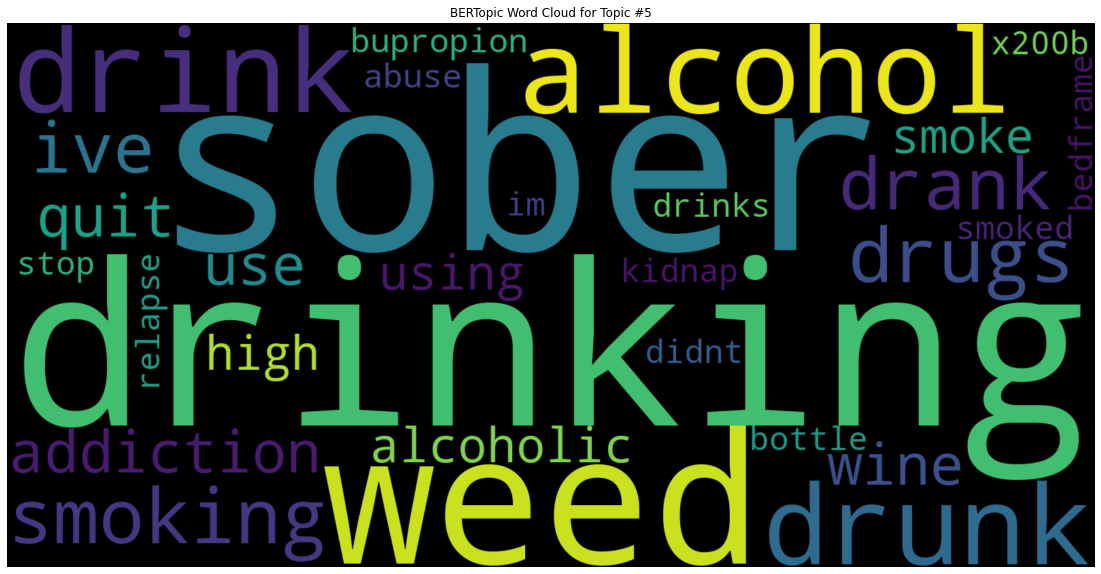 BERTopic Word Cloud for Topic #5
drink
bupropion
alcohol
x200b
abuse
bedframe
ive
sober
smoke
drank
quit
im
drinks
smoked
stop
use
using
kidnap
drugs
relapse
drinking
high
didnt
addiction
alcoholic
bottle
wine
smoking
weed
drunk